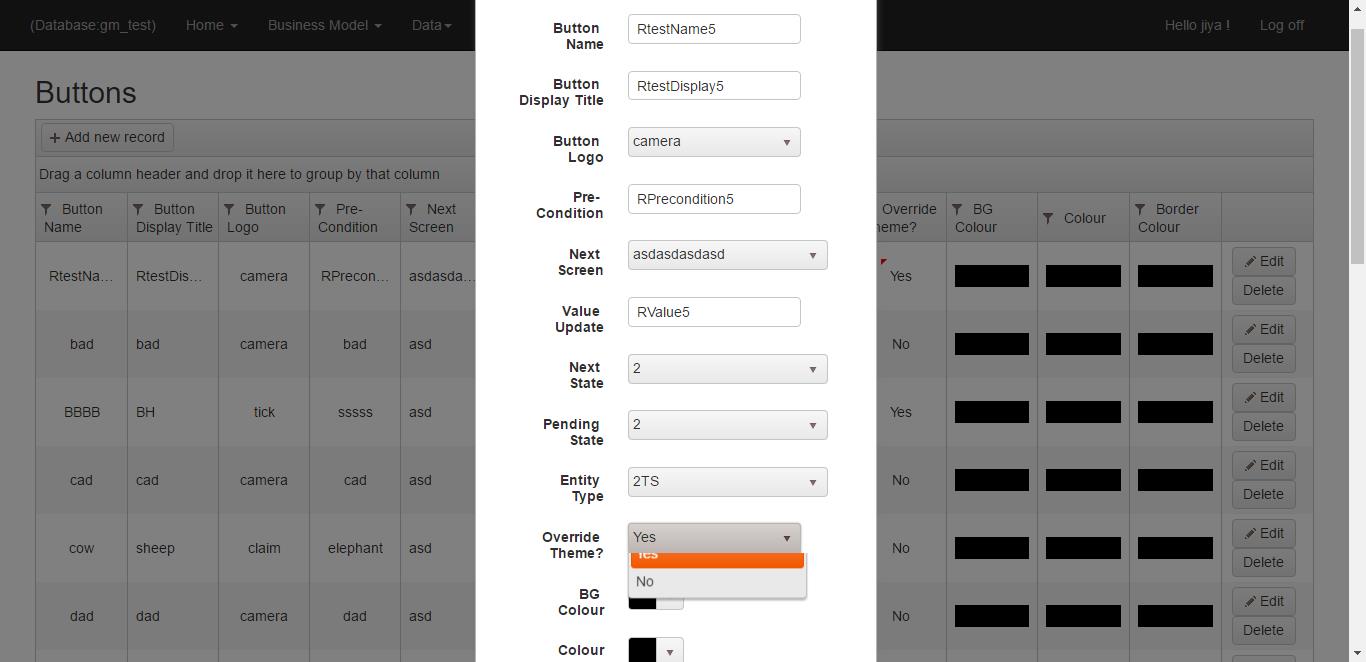 (Database:gm_test) Home Business Model Data Hello jiya ! Log off
Buttons
+ Add new record
Drag a column header and drop it here to group by that column
Button Name Button Display Title Button Logo Pre-Condition Next Screen Override heme? BG Colour Colour Border Colour
RtestNa... RtestDis... camera RPrecon... asdasda... Yes Edit Delete
bad bad camera bad asd No Edit Delete
BBBB BH tick sssss asd Yes Edit Delete
cad cad camera cad asd No Edit Delete
cow sheep claim elephant asd No Edit Delete
dad dad camera dad asd No Edit Delete
Button Name RtestName5
Button Display Title RtestDisplay5
Button Logo camera
Pre-Condition RPrecondition5
Next Screen asdasdasdasd
Value Update RValue5
Next State 2
Pending State 2
Entity Type 2TS
Override Theme? Yes
Yes
No
BG Colour
Colour